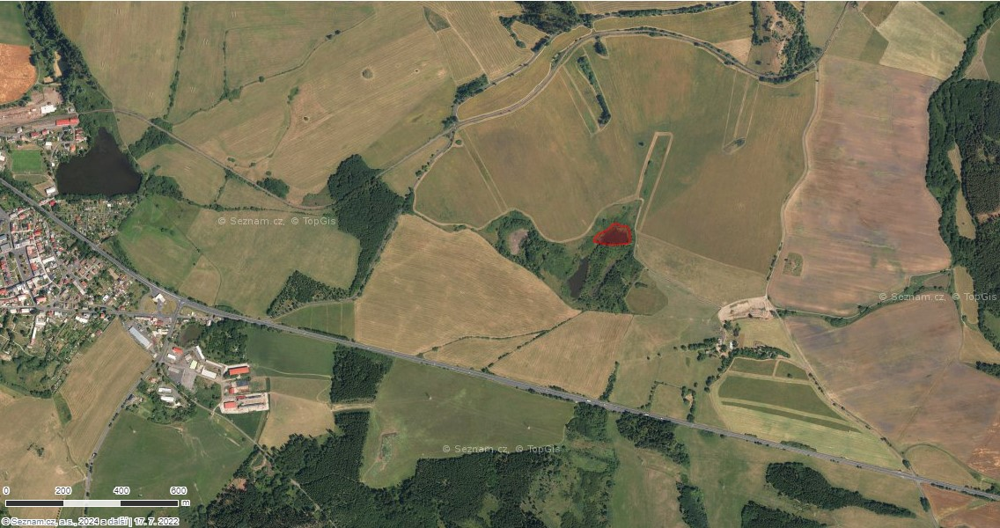 © Seznam.cz, © TopGis
© Seznam.cz, © TopGis
© Seznam.cz, © TopGis
0 200 400 600
m
© Seznam.cz, a.s., 2024 a další | 17. 7. 2022